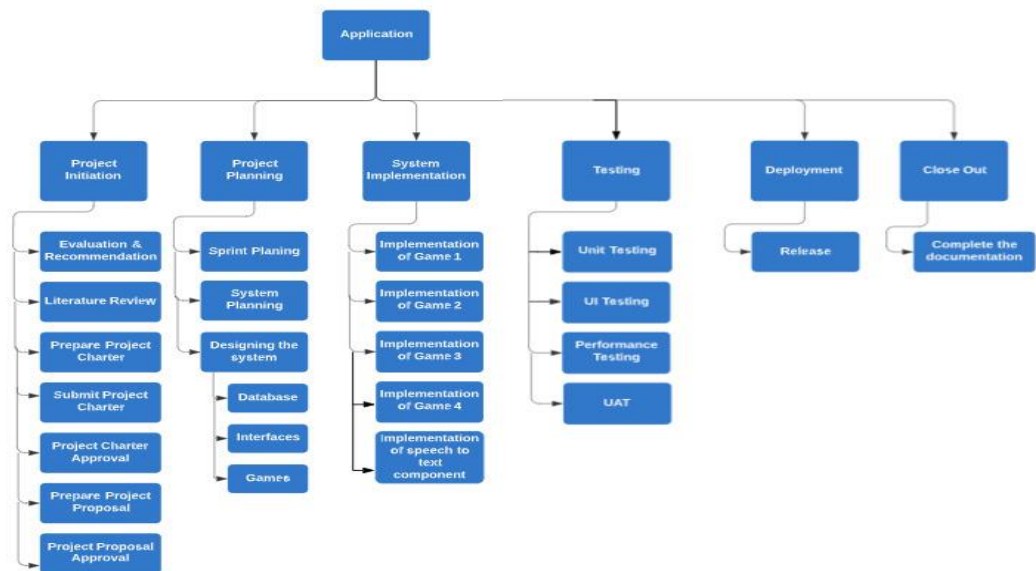 Application
Project
Initiation
Project
Planning
System
Implementation
Testing
Deployment
Close Out
Evaluation &
Recommendation
Literature Review
Prepare Project
Charter
Submit Project
Charter
Project Charter
Approval
Prepare Project
Proposal
Project Proposal
Approval
Sprint Planing
System
Planning
Designing the
system
Database
Interfaces
Games
Implementation
of Game 1
Implementation
of Game 2
Implementation
of Game 3
Implementation
of Game 4
Implementation
of speech to
text
component
Unit Testing
UI Testing
Performance
Testing
UAT
Release
Complete the
documentation